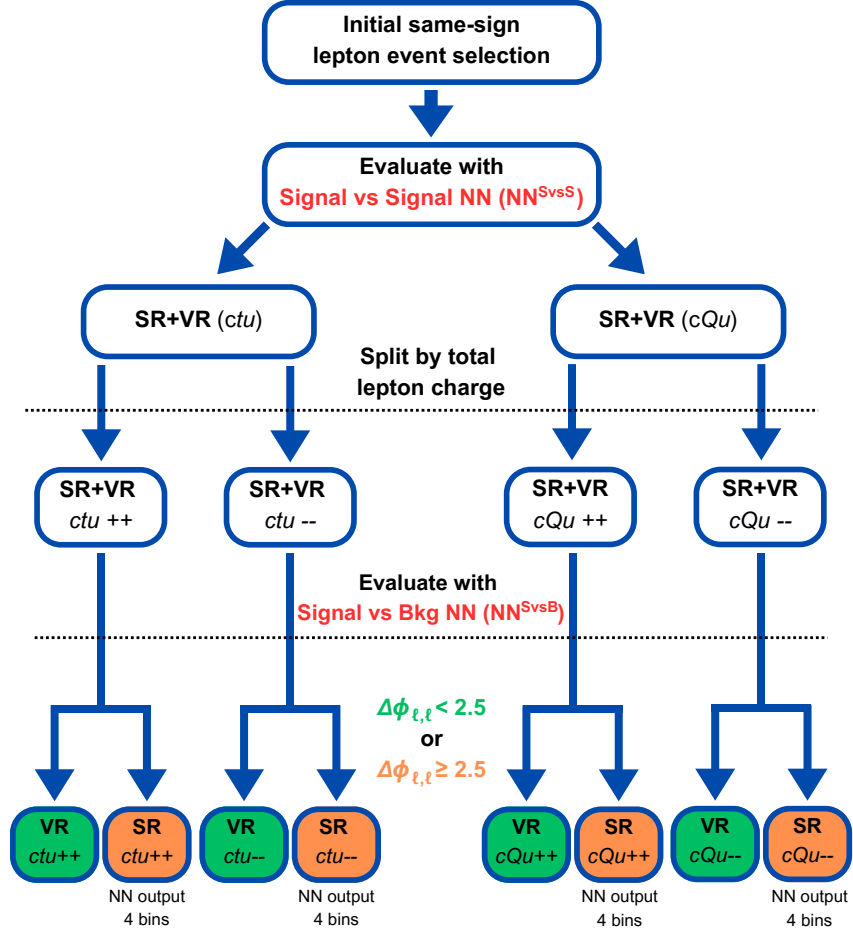 Initial same-sign
lepton event selection
Evaluate with
Signal vs Signal NN (NN^SvsS)
SR+VR (ctu)
SR+VR (cQu)
Split by total
lepton charge
SR+VR
ctu ++
SR+VR
ctu --
SR+VR
cQu ++
SR+VR
cQu --
Evaluate with
Signal vs Bkg NN (NN^SvsB)
Δϕ_ℓ,ℓ < 2.5
or
Δϕ_ℓ,ℓ ≥ 2.5
VR
ctu++
SR
ctu++
VR
ctu--
SR
ctu--
VR
cQu++
SR
cQu++
VR
cQu--
SR
cQu--
NN output
4 bins
NN output
4 bins
NN output
4 bins
NN output
4 bins